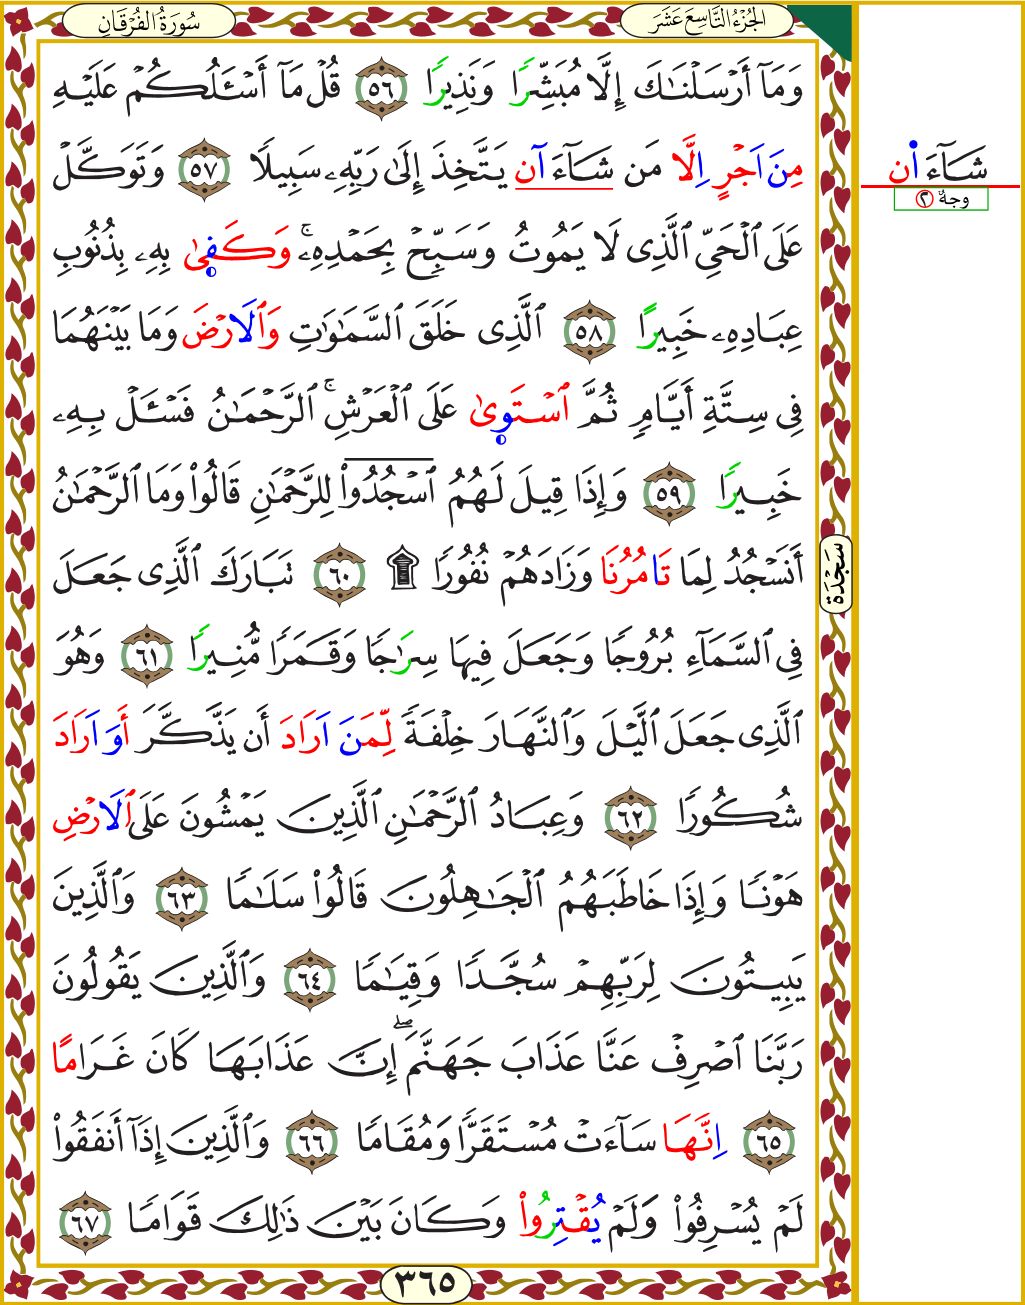 سُورَةُ الفُرْقَانِ
الجُزْءُ التَّاسِعَ عَشَرَ
وَمَآ أَرْسَلْنَـٰكَ إِلَّا مُبَشِّرًا وَنَذِيرًا ٥٦ قُلْ مَآ أَسْـَٔلُكُمْ عَلَيْهِ
مِنَ اَجْرٍ اِلَّا مَن شَآءَ اَن يَتَّخِذَ إِلَىٰ رَبِّهِۦ سَبِيلًا ٥٧ وَتَوَكَّلْ
عَلَى ٱلْحَيِّ ٱلَّذِى لَا يَمُوتُ وَسَبِّحْ بِحَمْدِهِۦ ۚ وَكَفِىٰ بِهِۦ بِذُنُوبِ
عِبَادِهِۦ خَبِيرًا ٥٨ ٱلَّذِى خَلَقَ ٱلسَّمَـٰوَٰتِ وَٱلَارْضَ وَمَا بَيْنَهُمَا
فِى سِتَّةِ أَيَّامٍ ثُمَّ ٱسْتَوِىٰ عَلَى ٱلْعَرْشِ ۚ ٱلرَّحْمَـٰنُ فَسْـَٔلْ بِهِۦ
خَبِيرًا ٥٩ وَإِذَا قِيلَ لَهُمُ ٱسْجُدُوا۟ لِلرَّحْمَـٰنِ قَالُوا۟ وَمَا ٱلرَّحْمَـٰنُ
أَنَسْجُدُ لِمَا تَامُرُنَا وَزَادَهُمْ نُفُورًا ۩ ٦٠ تَبَارَكَ ٱلَّذِى جَعَلَ
فِى ٱلسَّمَآءِ بُرُوجًا وَجَعَلَ فِيهَا سِرَٰجًا وَقَمَرًا مُّنِيرًا ٦١ وَهُوَ
ٱلَّذِى جَعَلَ ٱلَّيْلَ وَٱلنَّهَارَ خِلْفَةً لِّمَنَ اَرَادَ أَن يَذَّكَّرَ أَوَ اَرَادَ
شُكُورًا ٦٢ وَعِبَادُ ٱلرَّحْمَـٰنِ ٱلَّذِينَ يَمْشُونَ عَلَى ٱلَارْضِ
هَوْنًا وَإِذَا خَاطَبَهُمُ ٱلْجَـٰهِلُونَ قَالُوا۟ سَلَـٰمًا ٦٣ وَٱلَّذِينَ
يَبِيتُونَ لِرَبِّهِمْ سُجَّدًا وَقِيَـٰمًا ٦٤ وَٱلَّذِينَ يَقُولُونَ
رَبَّنَا ٱصْرِفْ عَنَّا عَذَابَ جَهَنَّمَ ۖ إِنَّ عَذَابَهَا كَانَ غَرَامًا
٦٥ اِنَّهَا سَآءَتْ مُسْتَقَرًّا وَمُقَامًا ٦٦ وَٱلَّذِينَ إِذَآ أَنفَقُوا۟
لَمْ يُسْرِفُوا۟ وَلَمْ يُقْتِرُوا۟ وَكَانَ بَيْنَ ذَٰلِكَ قَوَامًا ٦٧
٣٦٥
شَآءَ اُن
وجهٌ ٢
سَجْدَة